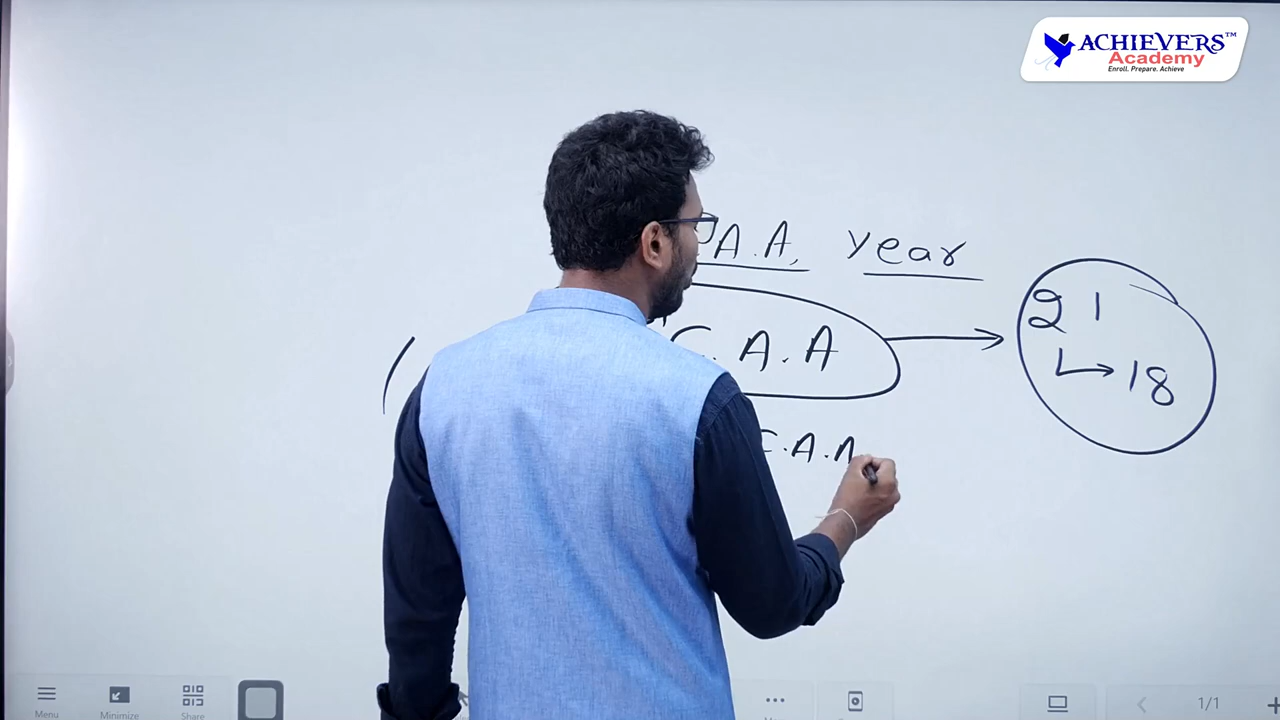 ACHIEVERS™
Academy
Enroll. Prepare. Achieve
A.A, year
C.A.A
21
18
C.A.A
Menu
Minimize
Share
1/1